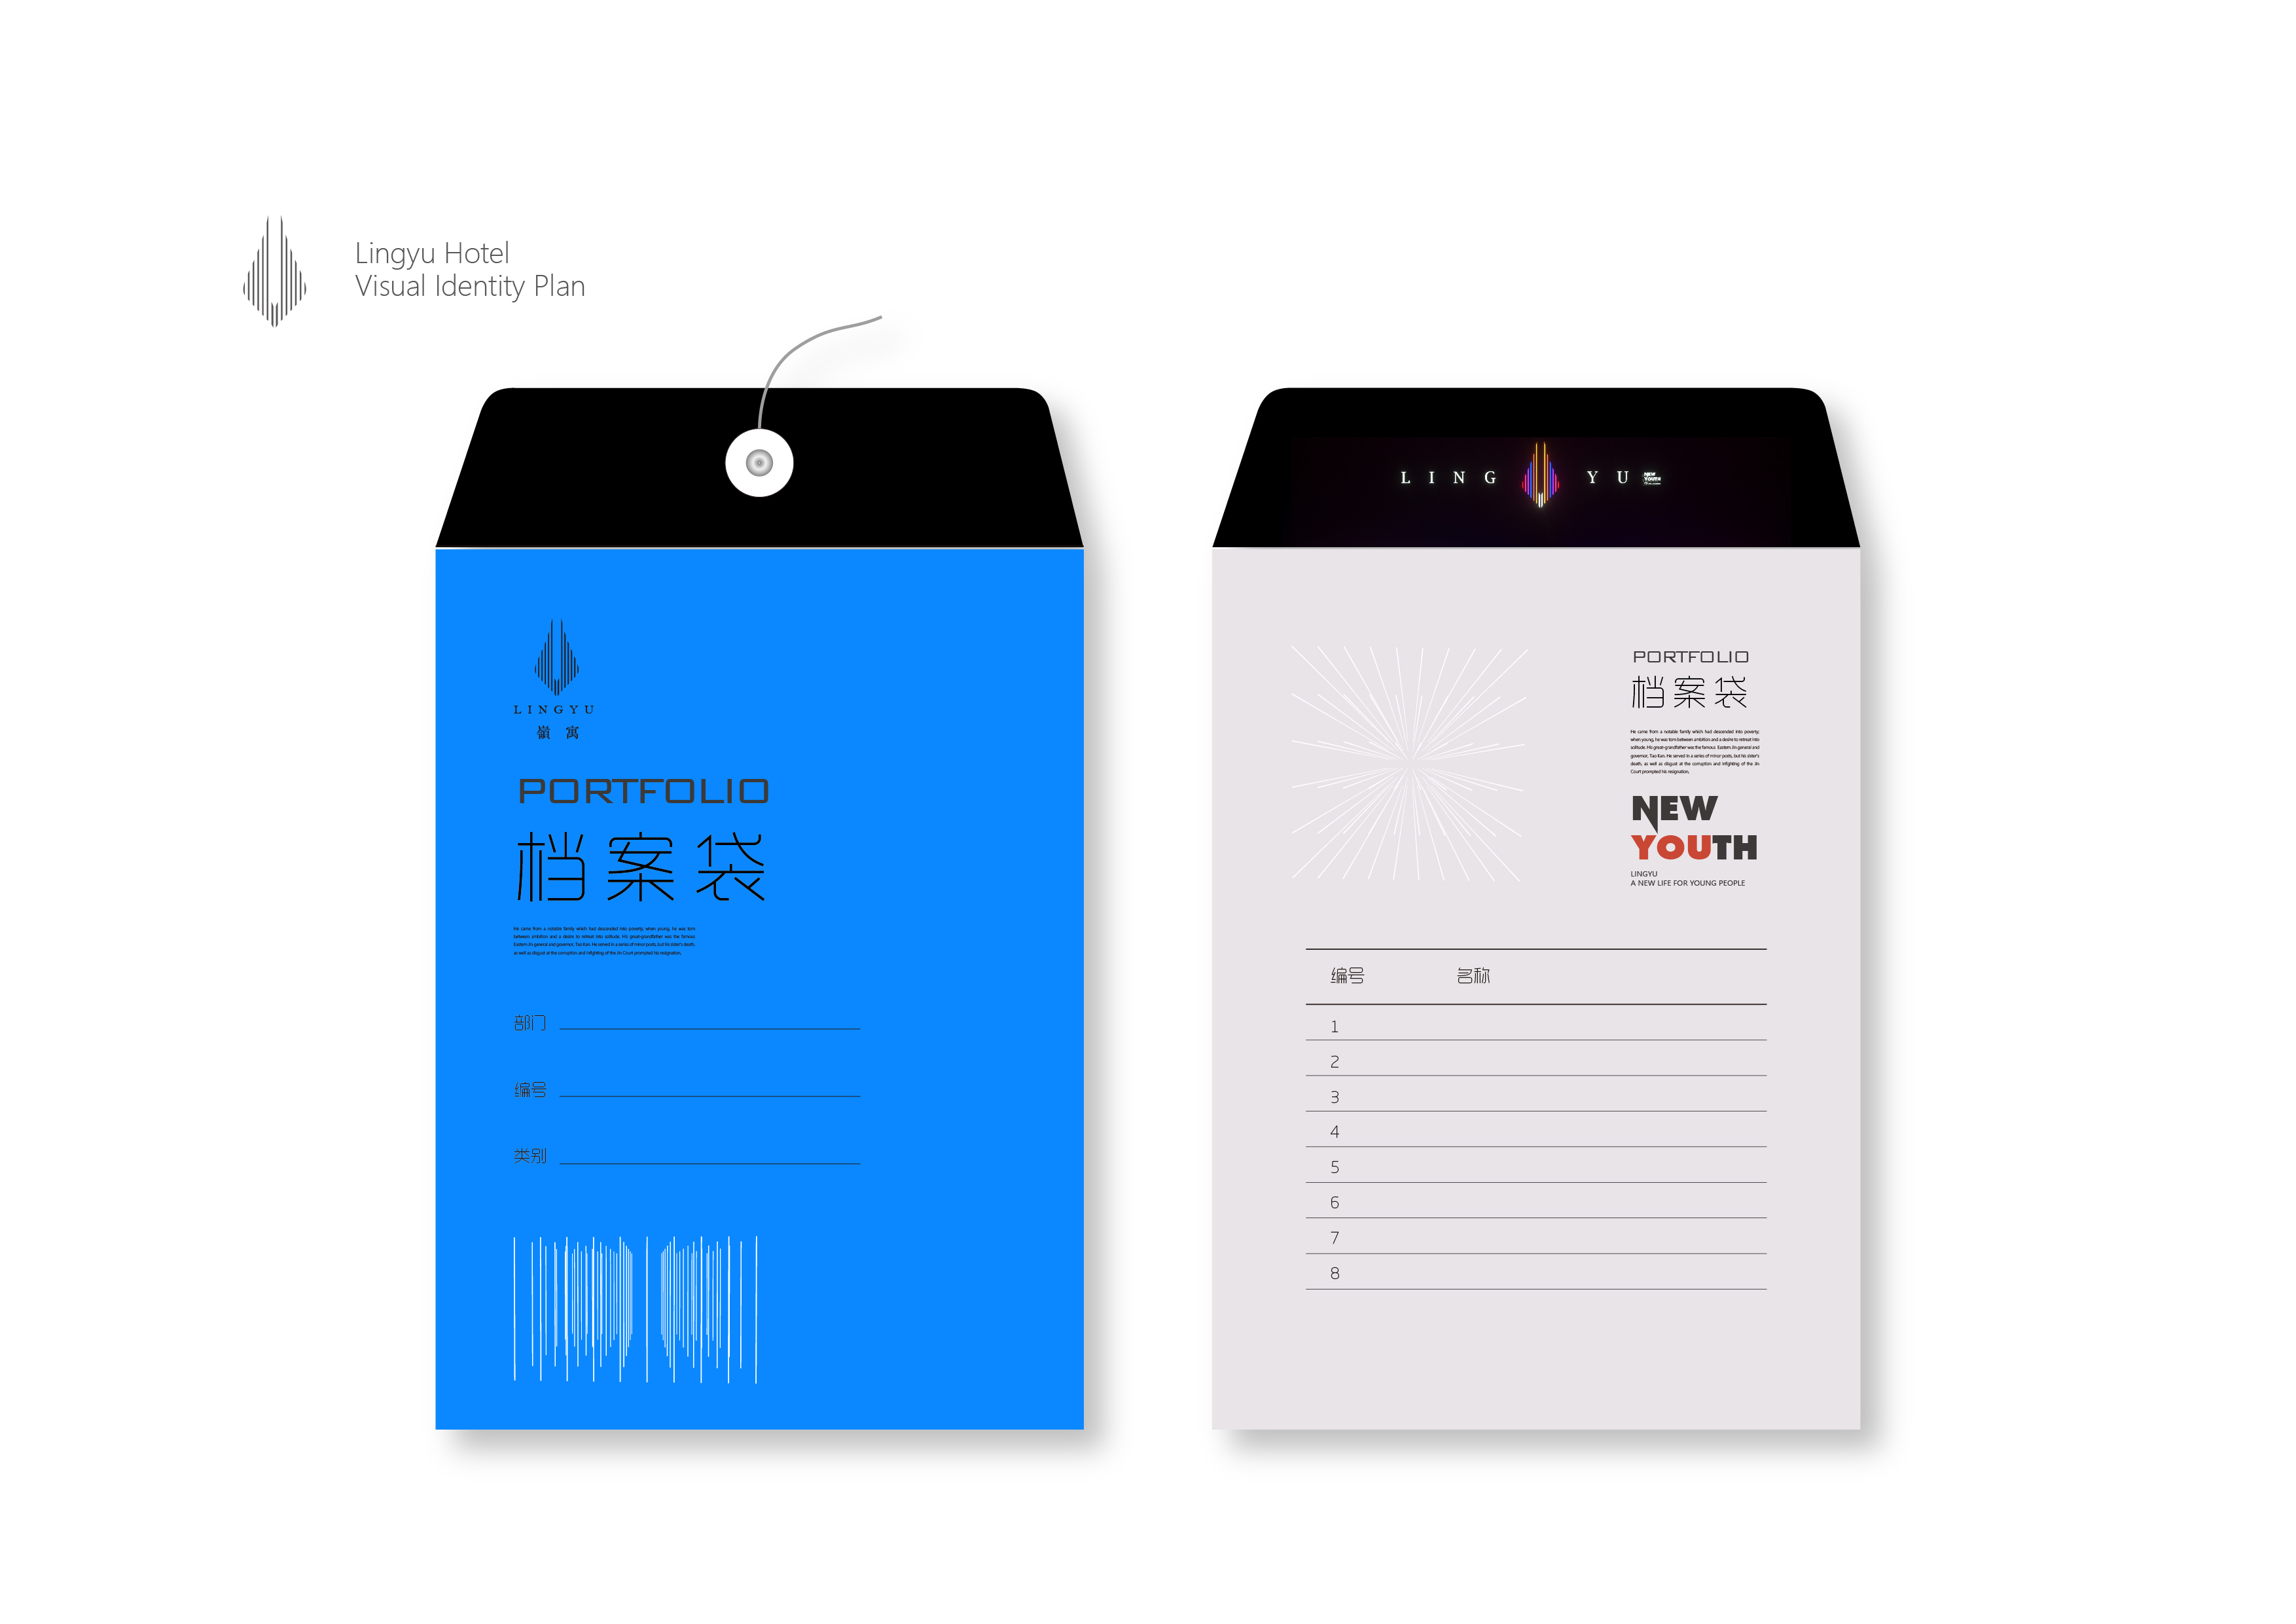 Lingyu Hotel
Visual Identity Plan
LINGYU
嶺寓
PORTFOLIO
档案袋
He came from a notable family which had descended into poverty; when young, he was torn
between ambition and a desire to retreat into solitude. His great-grandfather was the famous
Eastern Jin general and governor, Tao Kan. He served in a series of minor posts, but his sister's death,
as well as disgust at the corruption and infighting of the Jin Court prompted his resignation.
部门
编号
类别
LING YU
NEW
YOUTH
PORTFOLIO
档案袋
He came from a notable family which had descended into poverty;
when young, he was torn between ambition and a desire to retreat into
solitude. His great-grandfather was the famous Eastern Jin general and
governor, Tao Kan. He served in a series of minor posts, but his sister's
death, as well as disgust at the corruption and infighting of the Jin
Court prompted his resignation.
NEW
YOUTH
LINGYU
A NEW LIFE FOR YOUNG PEOPLE
编号 名称
1
2
3
4
5
6
7
8